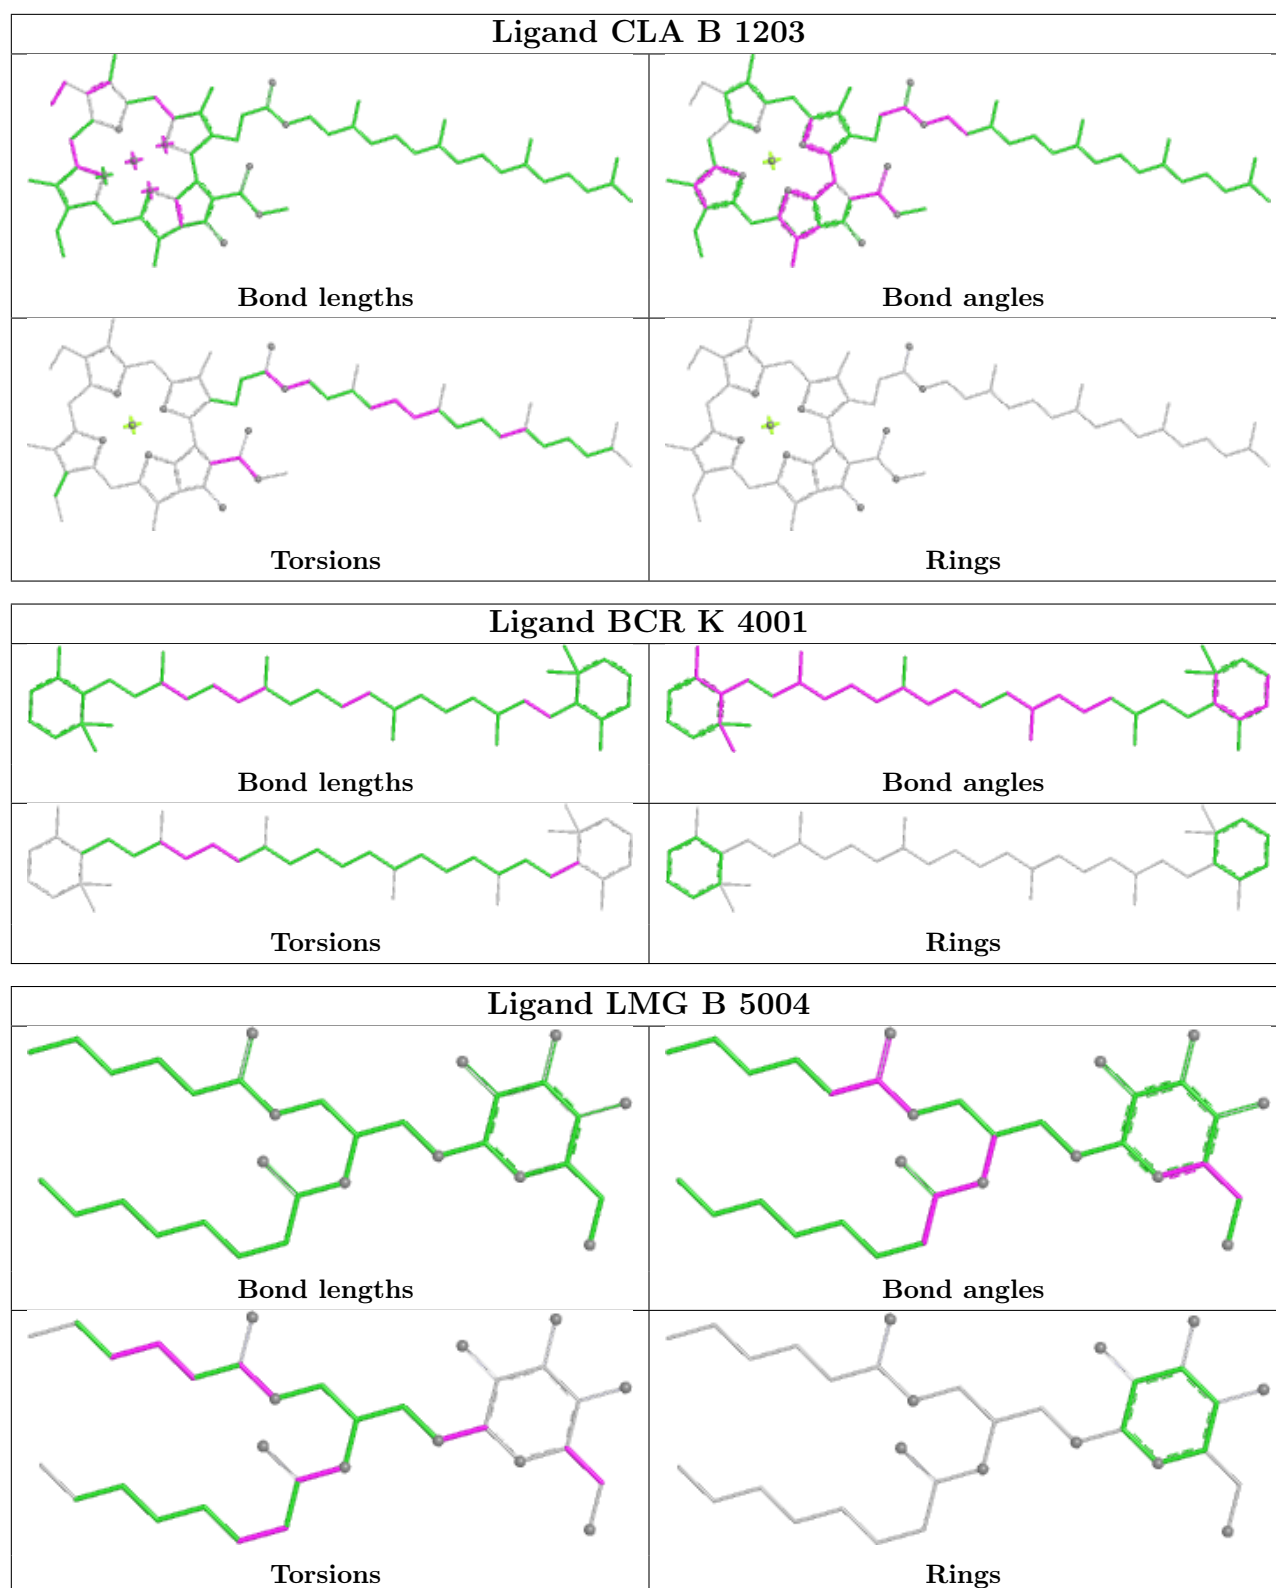 Ligand CLA B 1203
Bond lengths
Bond angles
Torsions
Rings
Ligand BCR K 4001
Bond lengths
Bond angles
Torsions
Rings
Ligand LMG B 5004
Bond lengths
Bond angles
Torsions
Rings